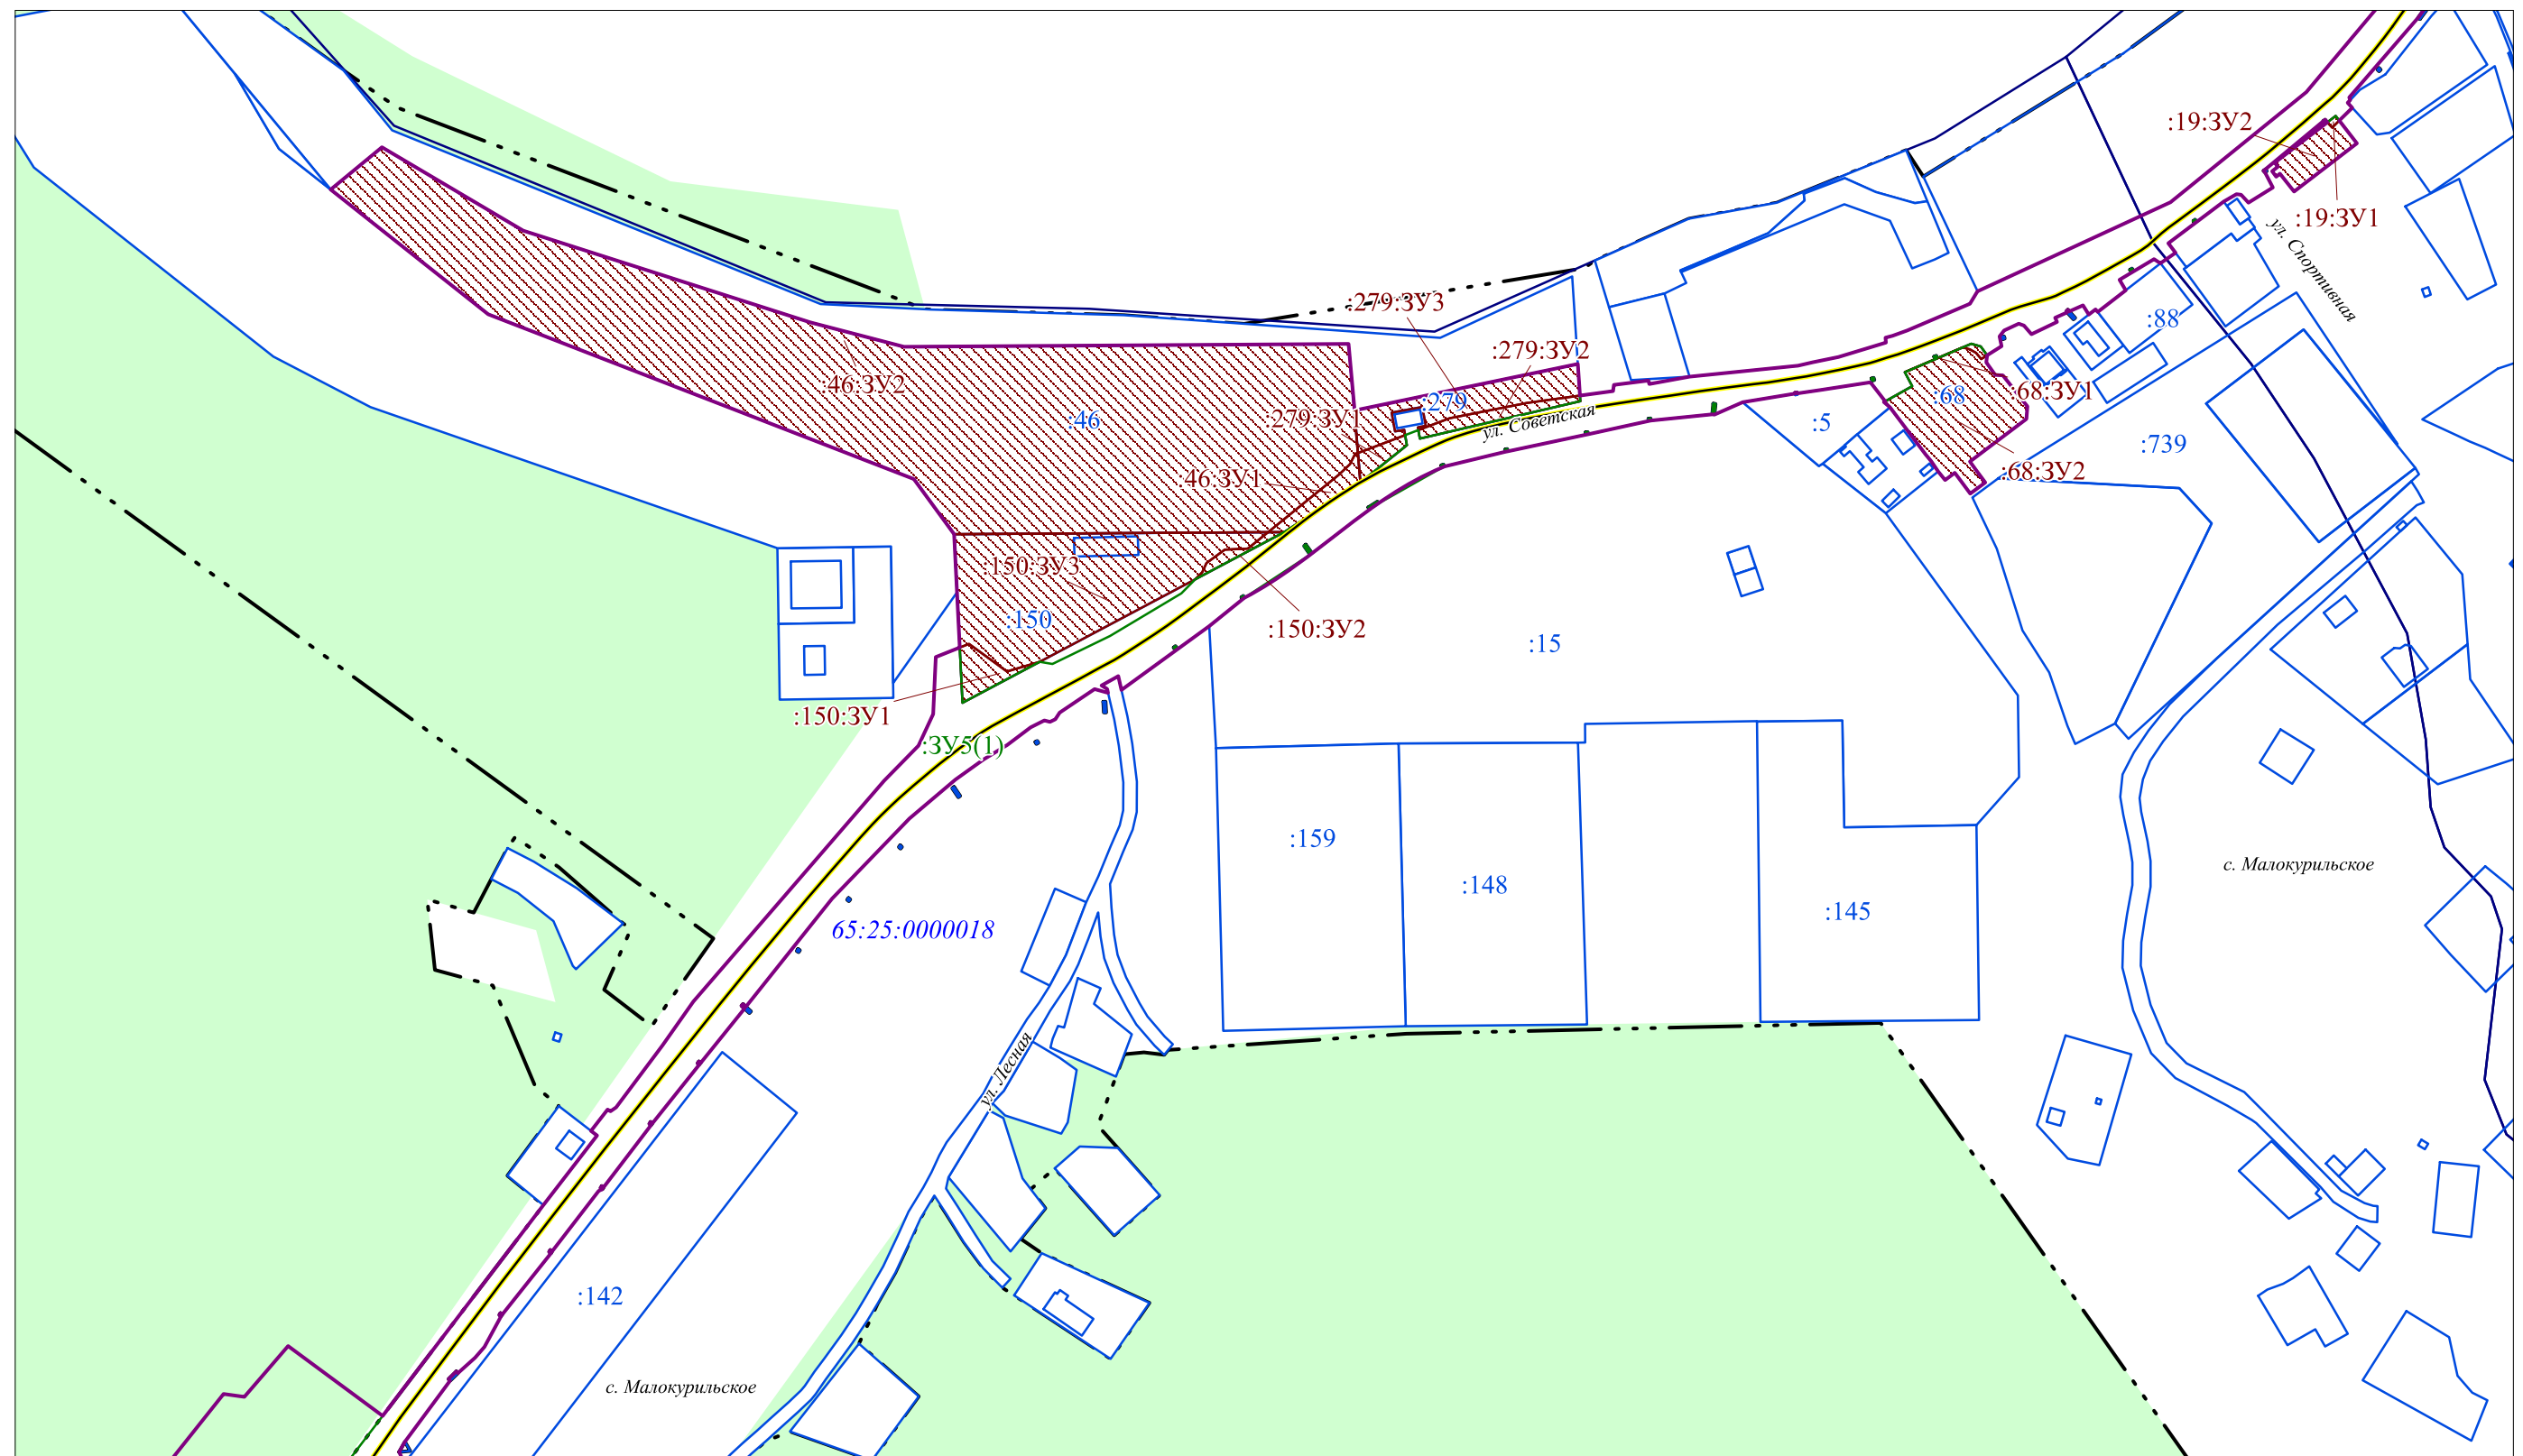 :19:ЗУ2
:19:ЗУ1
ул. Спортивная
:279:ЗУ3
:88
:279:ЗУ2
:46:ЗУ2
:68:ЗУ1
:68
:279
:46
:279:ЗУ1
ул. Советская
:5
:739
:68:ЗУ2
:46:ЗУ1
:150:ЗУ3
:150
:150:ЗУ2
:15
:150:ЗУ1
:ЗУ5(1)
:159
с. Малокурильское
:148
:145
65:25:0000018
ул. Лесная
:142
с. Малокурильское